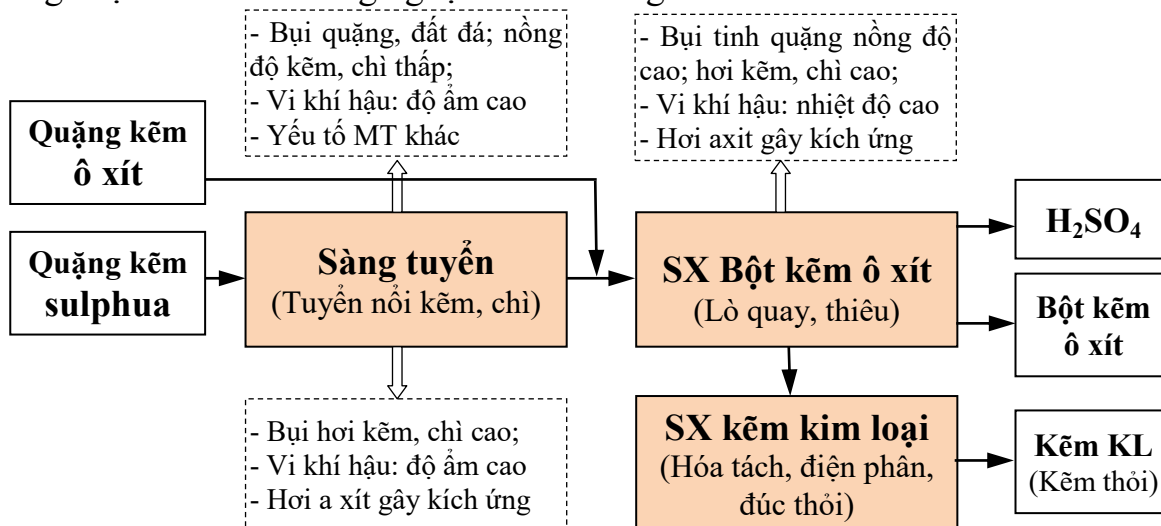 - Bụi quặng, đất đá; nồng
độ kẽm, chì thấp;
- Vi khí hậu: độ ẩm cao
- Yếu tố MT khác
- Bụi tinh quặng nồng độ
cao; hơi kẽm, chì cao;
- Vi khí hậu: nhiệt độ cao
- Hơi axit gây kích ứng
Quặng kẽm
ô xít
Quặng kẽm
sulphua
Sàng tuyển
(Tuyển nổi kẽm, chì)
SX Bột kẽm ô xít
(Lò quay, thiêu)
H₂SO₄
Bột kẽm
ô xít
- Bụi hơi kẽm, chì cao;
- Vi khí hậu: độ ẩm cao
- Hơi a xít gây kích ứng
SX kẽm kim loại
(Hóa tách, điện phân,
đúc thỏi)
Kẽm KL
(Kẽm thỏi)